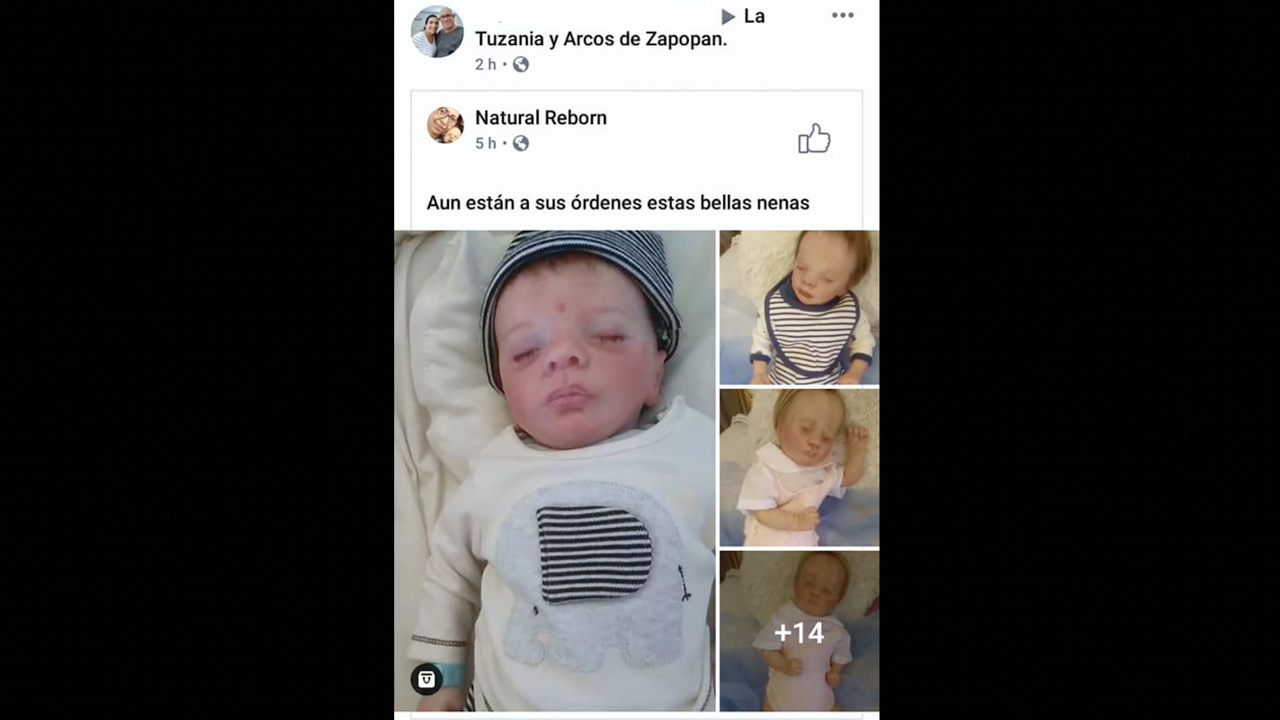 La
Tuzania y Arcos de Zapopan.
2 h •
Natural Reborn
5 h •
Aun están a sus órdenes estas bellas nenas
+14